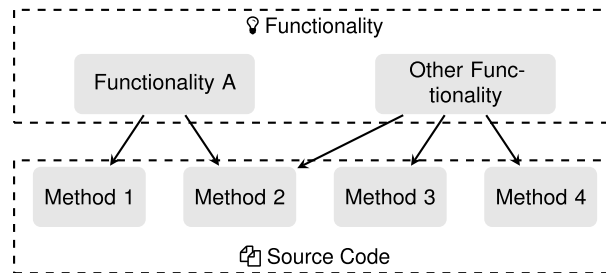 Functionality
Functionality A
Other Func-
tionality
Method 1
Method 2
Method 3
Method 4
Source Code